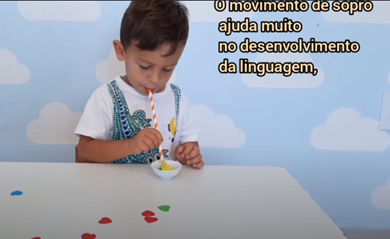 O movimento de sopro
ajuda muito
no desenvolvimento
da linguagem,